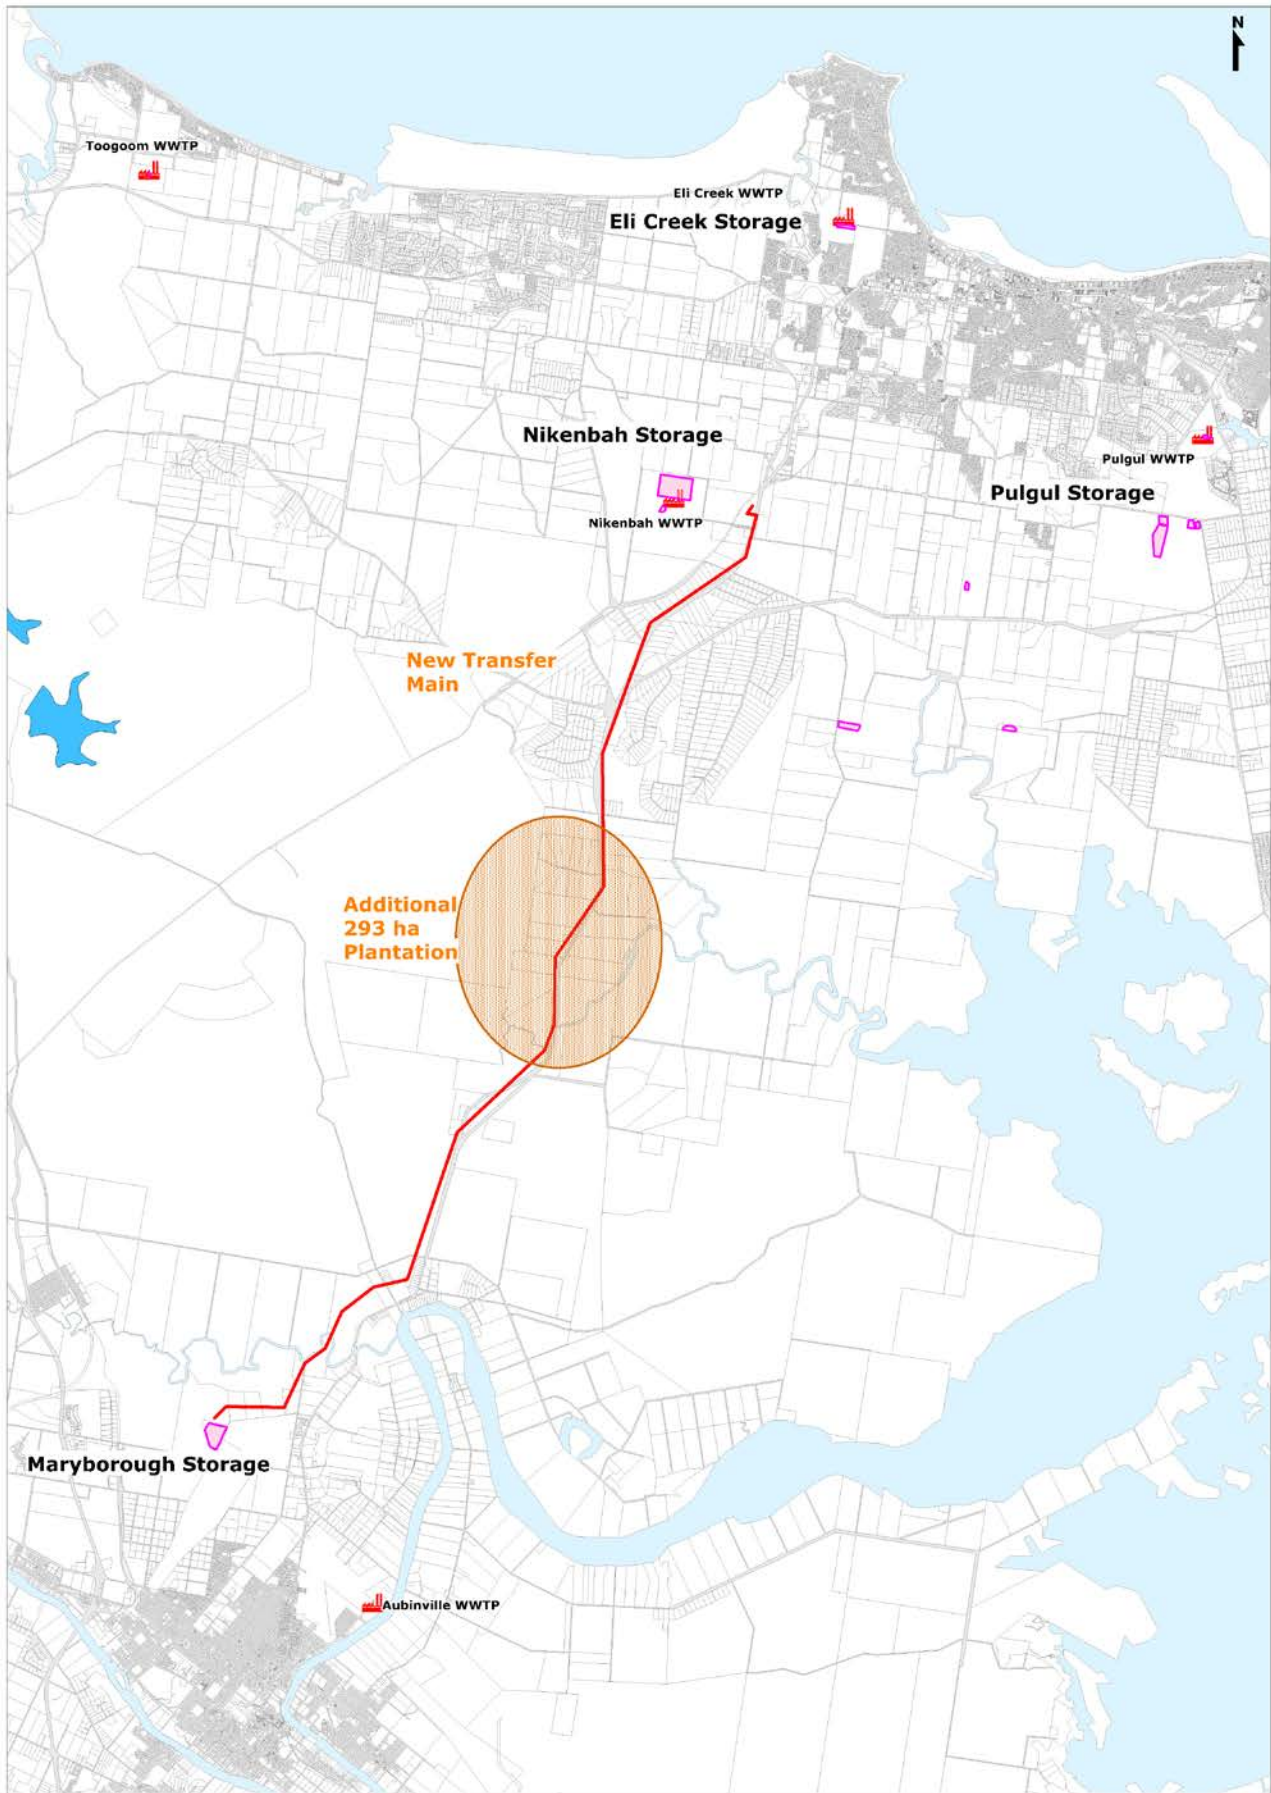 N
Toogoom WWTP
Eli Creek WWTP
Eli Creek Storage
Nikenbah Storage
Pulgul WWTP
Pulgul Storage
Nikenbah WWTP
New Transfer
Main
Additional
293 ha
Plantation
Maryborough Storage
Aubinville WWTP